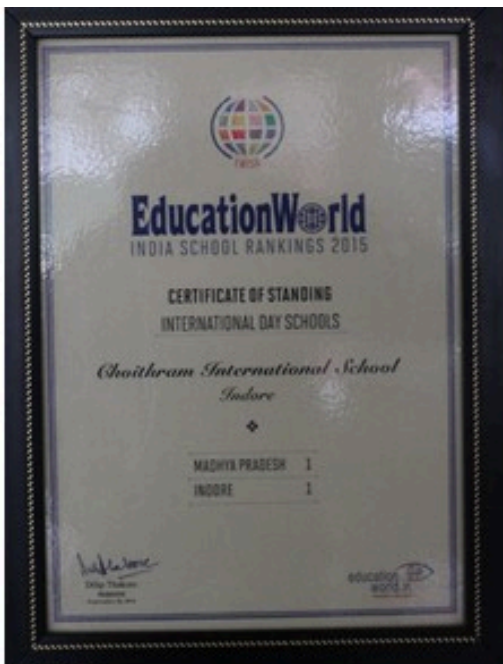 EWISR
EducationWorld
INDIA SCHOOL RANKINGS 2015
CERTIFICATE OF STANDING
INTERNATIONAL DAY SCHOOLS
Choithram International School
Indore
MADHYA PRADESH 1
INDORE 1
Dilip Thakore
education
world.in